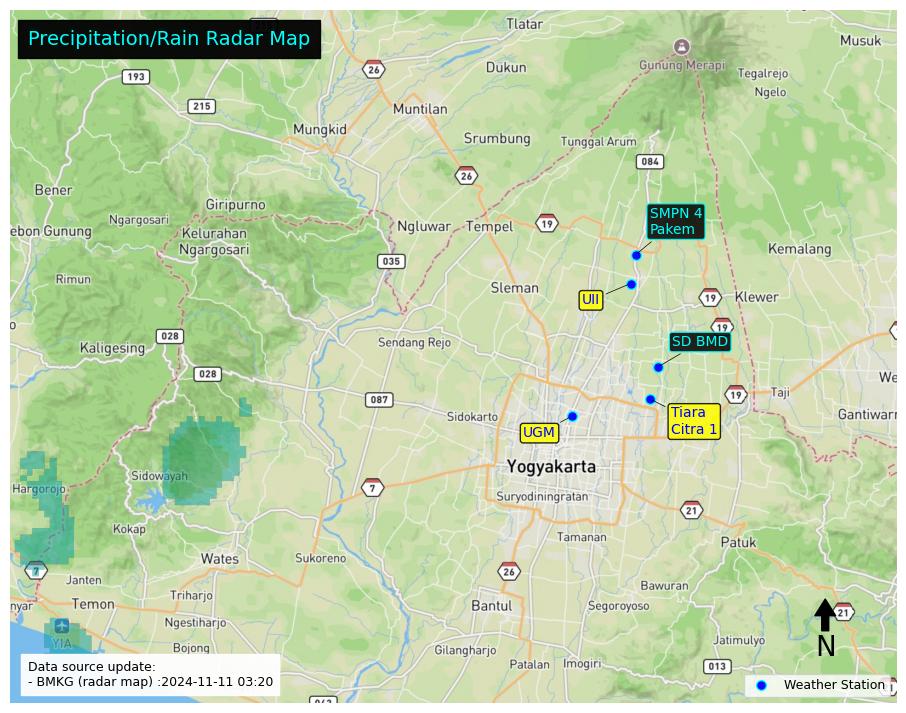 Precipitation/Rain Radar Map
Tlatar
Musuk
26
193
Dukun
Gunung Merapi
Tegalrejo
Ngelo
215
Muntilan
Mungkid
Srumbung
Tunggal Arum
084
26
Bener
Giripurno
SMPN 4
Pakem
Ngargosari
ebon Gunung
Kelurahan
Ngargosari
Ngluwar
Tempel
19
Kemalang
035
Rimun
Sleman
UII
19
Klewer
19
028
Kaligesing
Sendang Rejo
SD BMD
028
087
19
Taji
We
Sidokarto
Tiara
Citra 1
Gantiwarr
UGM
Yogyakarta
Sidowayah
Hargorojo
7
Suryodiningratan
21
Kokap
Tamanan
Patuk
Wates
Sukoreno
7
Janten
26
Bawuran
Triharjo
nyar
Temon
Bantul
Segoroyoso
21
Ngestiharjo
YIA
Bojong
Gilangharjo
Jatimulyo
N
Patalan
Imogiri
013
Data source update:
- BMKG (radar map) :2024-11-11 03:20
Weather Station